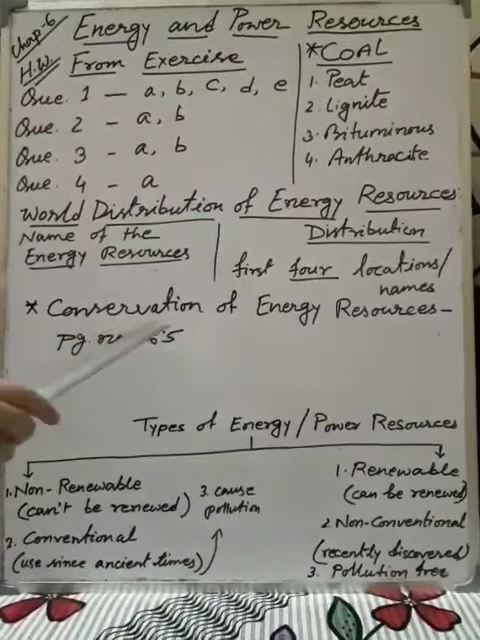 Chap. 6
Energy and Power Resources
H.W. From Exercise
Que. 1 — a, b, c, d, e
Que. 2 - a, b
Que. 3 - a, b
Que. 4 - a
*COAL
1. Peat
2. Lignite
3. Bituminous
4. Anthracite
World Distribution of Energy Resources
Name of the
Energy Resources
Distribution
first four locations/
names
* Conservation of Energy Resources-
Pg.
Types of Energy/Power Resources
1. Non-Renewable
(can't be renewed)
2. Conventional
(use since ancient times)
3. cause
pollution
1. Renewable
(can be renewed)
2. Non-Conventional
(recently discovered)
3. Pollution free